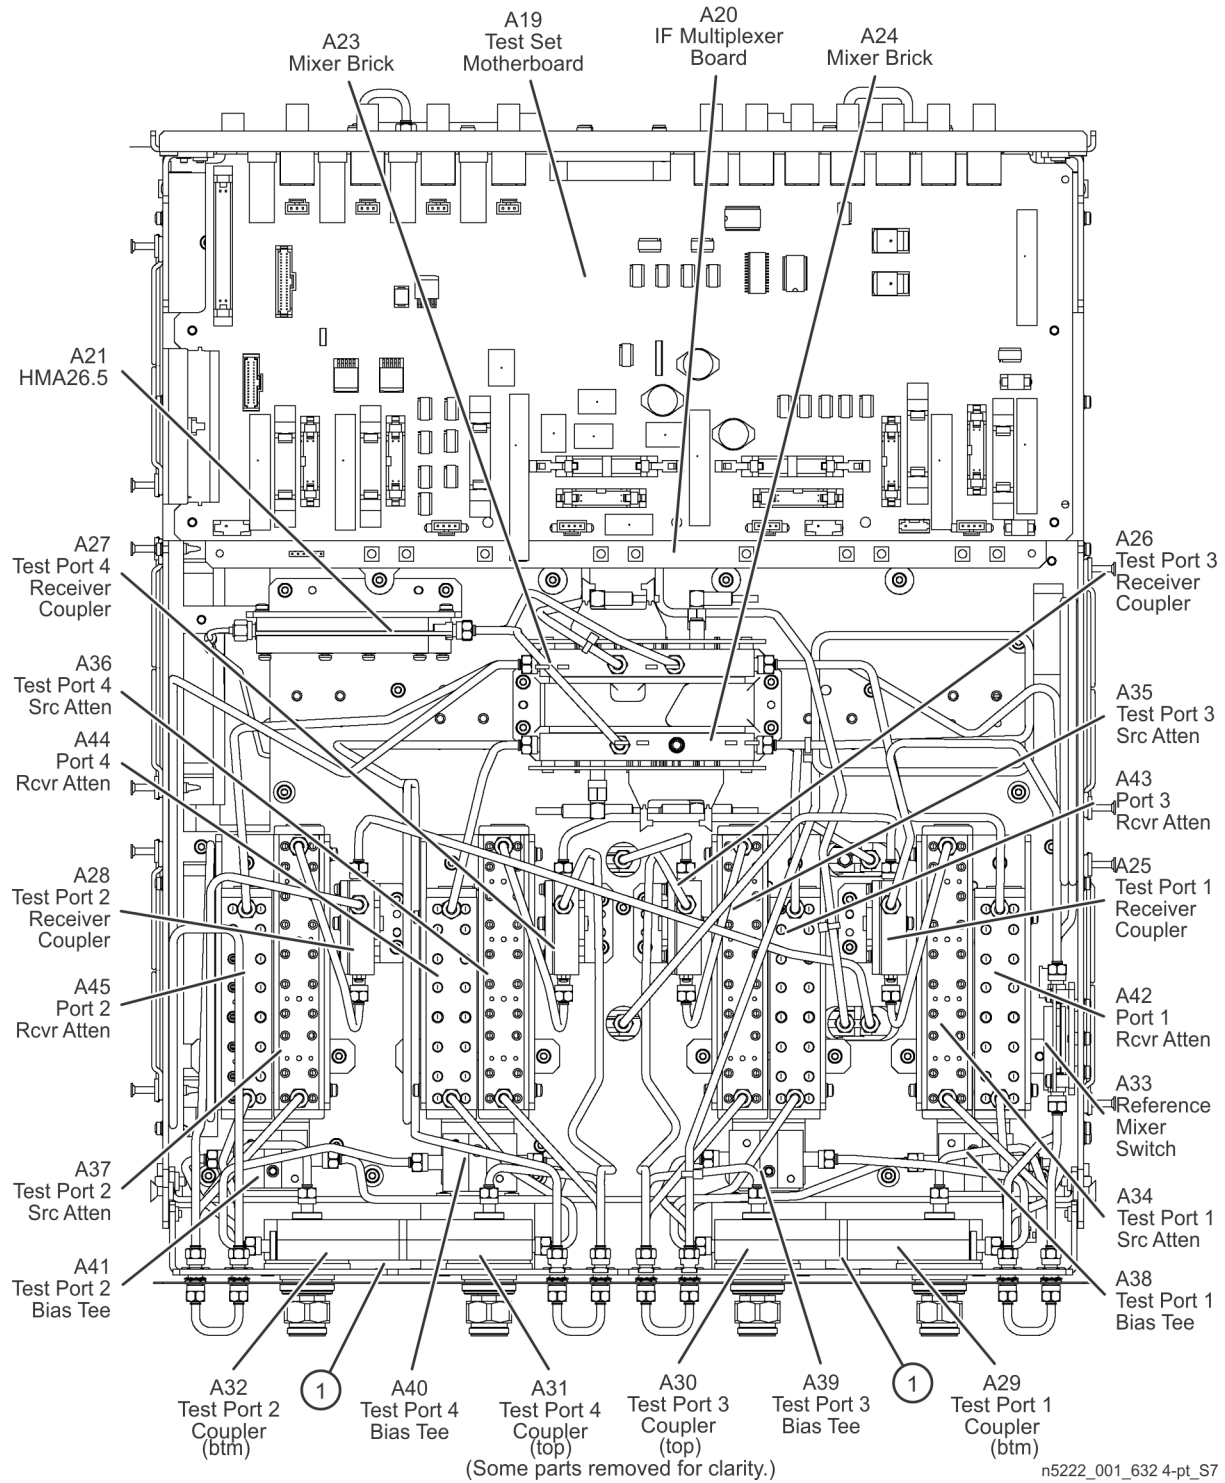 A23
Mixer Brick
A19
Test Set
Motherboard
A20
IF Multiplexer
Board
A24
Mixer Brick
A21
HMA26.5
A27
Test Port 4
Receiver
Coupler
A36
Test Port 4
Src Atten
A44
Port 4
Rcvr Atten
A28
Test Port 2
Receiver
Coupler
A45
Port 2
Rcvr Atten
A37
Test Port 2
Src Atten
A41
Test Port 2
Bias Tee
A26
Test Port 3
Receiver
Coupler
A35
Test Port 3
Src Atten
A43
Port 3
Rcvr Atten
A25
Test Port 1
Receiver
Coupler
A42
Port 1
Rcvr Atten
A33
Reference
Mixer
Switch
A34
Test Port 1
Src Atten
A38
Test Port 1
Bias Tee
A32
Test Port 2
Coupler
(btm)
1
A40
Test Port 4
Bias Tee
A31
Test Port 4
Coupler
(top)
A30
Test Port 3
Coupler
(top)
A39
Test Port 3
Bias Tee
1
A29
Test Port 1
Coupler
(btm)
(Some parts removed for clarity.)
n5222_001_632 4-pt_S7